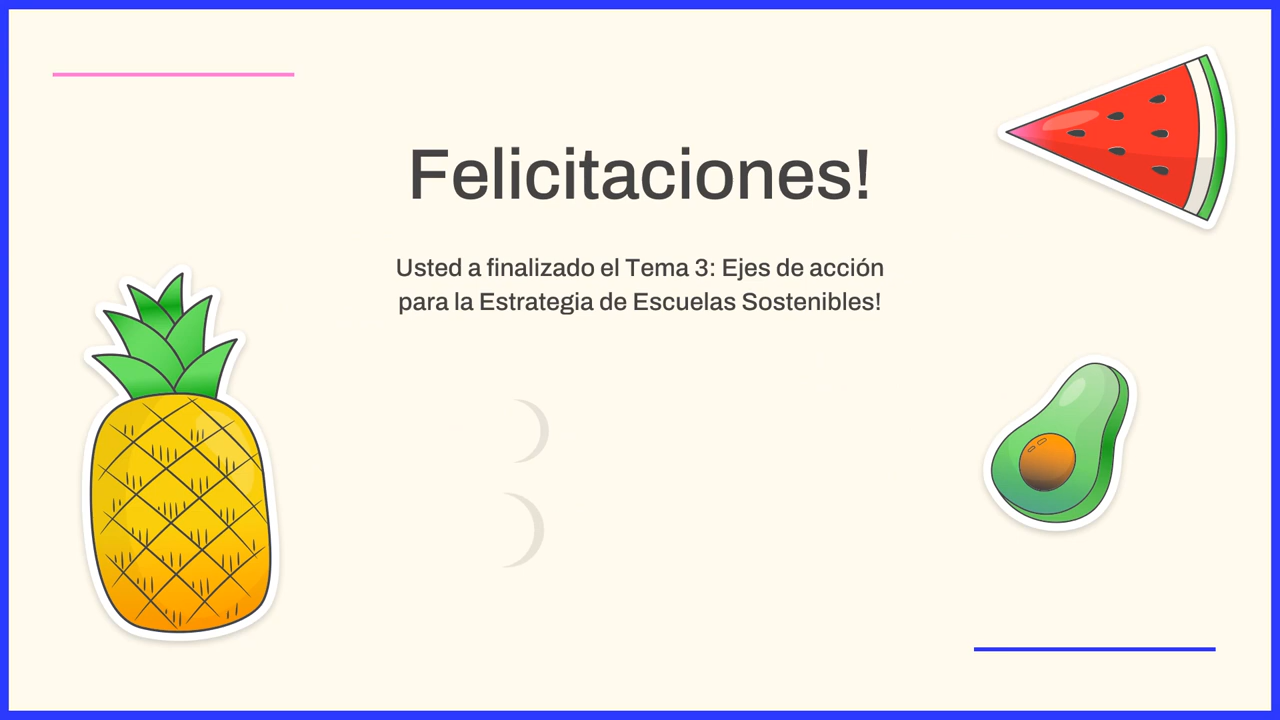 Felicitaciones!
Usted a finalizado el Tema 3: Ejes de acción
para la Estrategia de Escuelas Sostenibles!